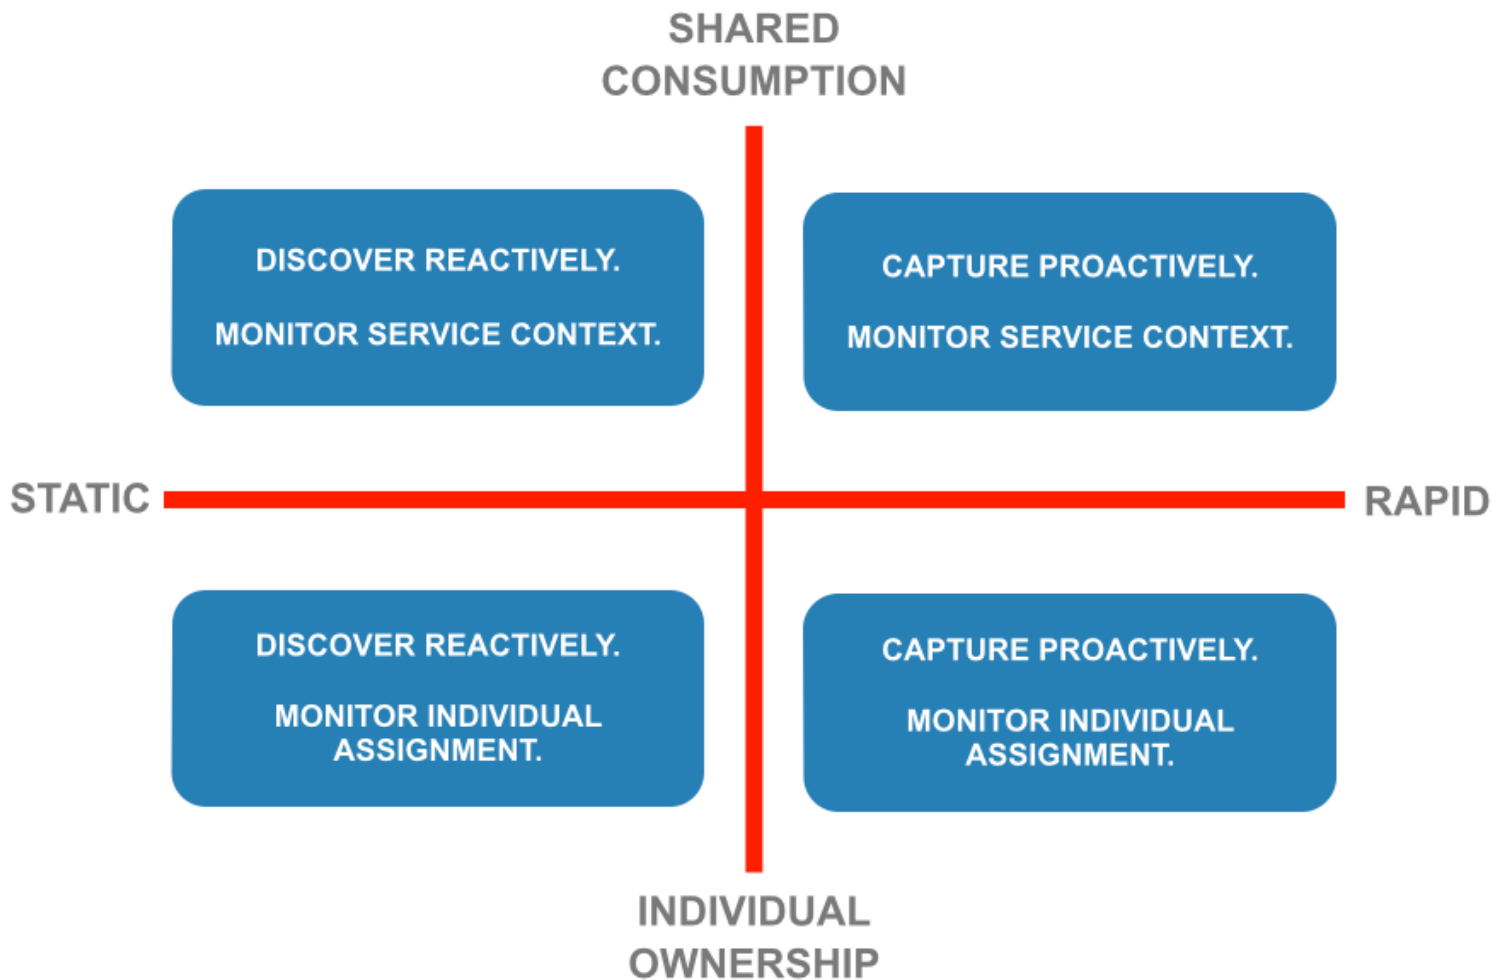 SHARED
CONSUMPTION
DISCOVER REACTIVELY.
MONITOR SERVICE CONTEXT.
CAPTURE PROACTIVELY.
MONITOR SERVICE CONTEXT.
STATIC
RAPID
DISCOVER REACTIVELY.
MONITOR INDIVIDUAL
ASSIGNMENT.
CAPTURE PROACTIVELY.
MONITOR INDIVIDUAL
ASSIGNMENT.
INDIVIDUAL
OWNERSHIP